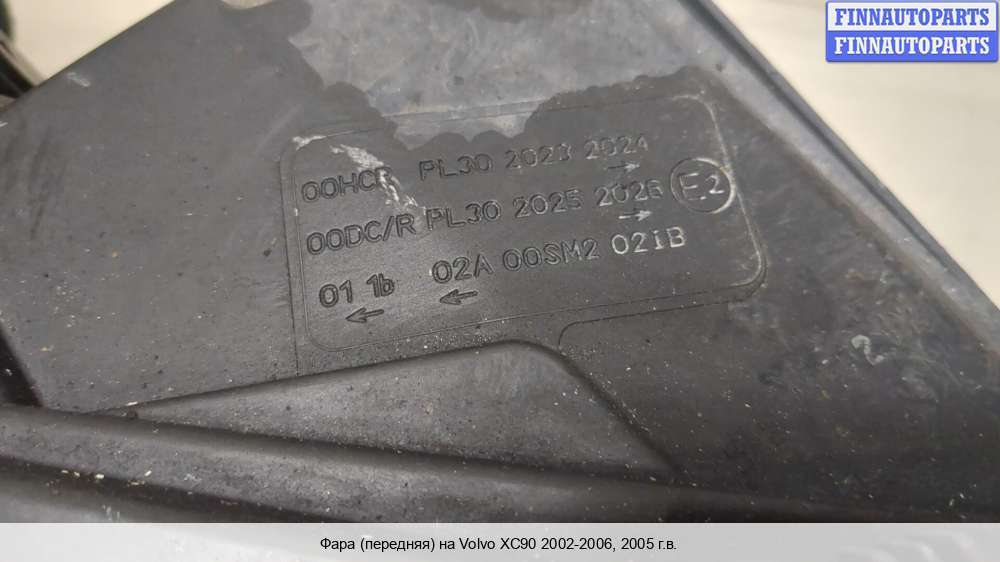 FINNAUTOPARTS
FINNAUTOPARTS
00HCR PL30 2023 2024
00DC/R PL30 2025 2026 E2
01 1b 02A 00SM2 021B
2
Фара (передняя) на Volvo XC90 2002-2006, 2005 г.в.